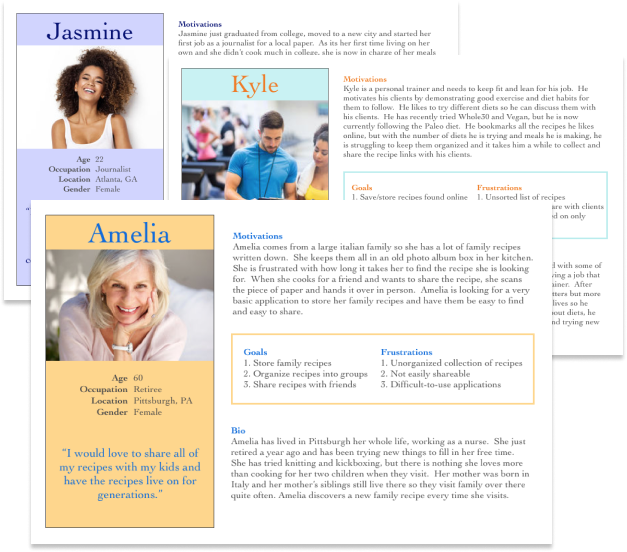 Jasmine
Age 22
Occupation Journalist
Location Atlanta, GA
Gender Female
Motivations
Jasmine just graduated from college, moved to a new city and started her
first job as a journalist for a local paper. As its her first time living on her
own and she didn't cook much in college, she is now in charge of her meals
Kyle
Motivations
Kyle is a personal trainer and needs to keep fit and lean for his job. He
motivates his clients by demonstrating good exercise and diet habits for
them to follow. He likes to try different diets so he can discuss them with
his clients. He has recently tried Whole30 and Vegan, but he is now
currently following the Paleo diet. He bookmarks all the recipes he likes
online, but with the number of diets he is trying and meals he is making, he
is struggling to keep them organized and it takes him a while to collect and
share the recipe links with his clients.
Goals
1. Save/store recipes found online
Frustrations
1. Unsorted list of recipes
are with clients
d on only
d with some of
ving a job that
ainer. After
tters but more
lives so he
bout diets, he
nd trying new
Amelia
Age 60
Occupation Retiree
Location Pittsburgh, PA
Gender Female
"I would love to share all of
my recipes with my kids and
have the recipes live on for
generations."
Motivations
Amelia comes from a large italian family so she has a lot of family recipes
written down. She keeps them all in an old photo album box in her kitchen.
She is frustrated with how long it takes her to find the recipe she is looking
for. When she cooks for a friend and wants to share the recipe, she scans
the piece of paper and hands it over in person. Amelia is looking for a very
basic application to store her family recipes and have them be easy to find
and easy to share.
Goals
1. Store family recipes
2. Organize recipes into groups
3. Share recipes with friends
Frustrations
1. Unorganized collection of recipes
2. Not easily shareable
3. Difficult-to-use applications
Bio
Amelia has lived in Pittsburgh her whole life, working as a nurse. She just
retired a year ago and has been trying new things to fill in her free time.
She has tried knitting and kickboxing, but there is nothing she loves more
than cooking for her two children when they visit. Her mother was born in
Italy and her mother's siblings still live there so they visit family over there
quite often. Amelia discovers a new family recipe every time she visits.